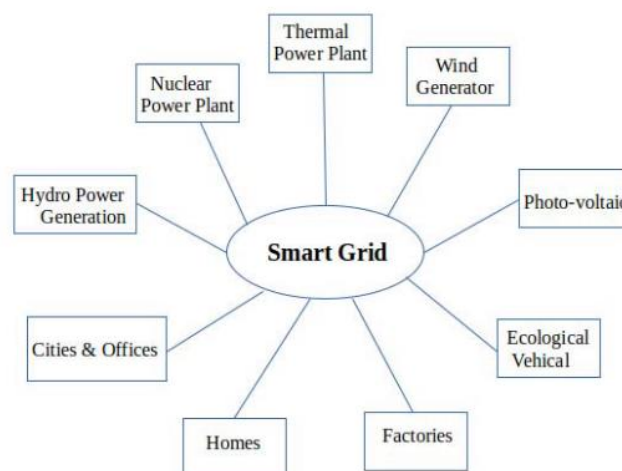 Thermal
Power Plant
Wind
Generator
Nuclear
Power Plant
Hydro Power
Generation
Photo-voltaic
Smart Grid
Cities & Offices
Ecological
Vehical
Homes
Factories